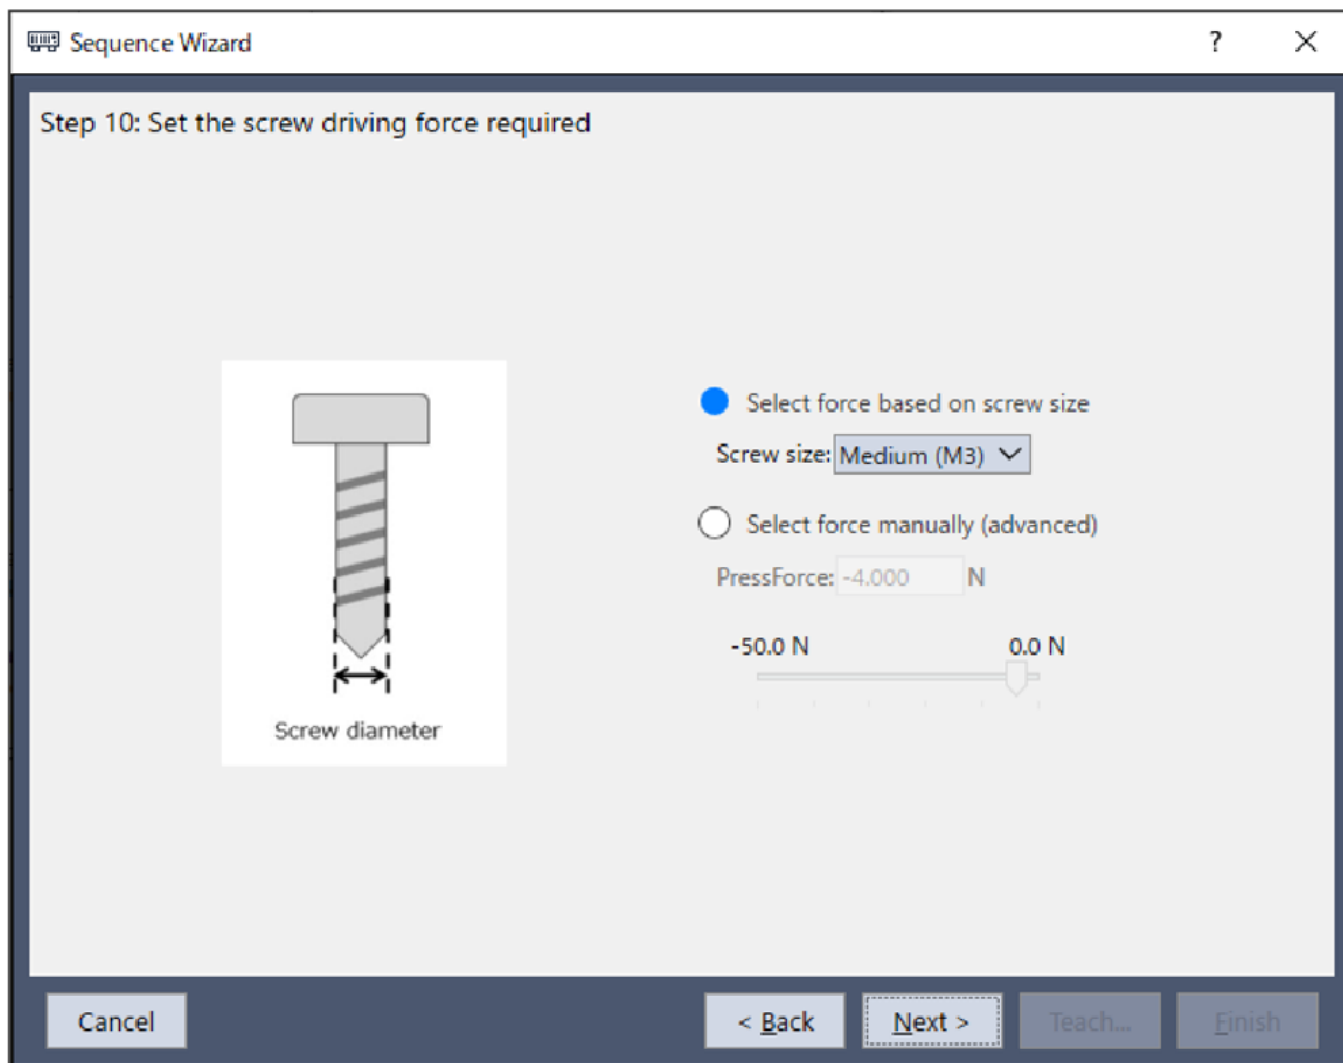 Sequence Wizard ?
Step 10: Set the screw driving force required
Select force based on screw size
Screw size: Medium (M3)
Select force manually (advanced)
PressForce: -4.000 N
-50.0 N 0.0 N
Screw diameter
Cancel < Back Next > Teach... Finish